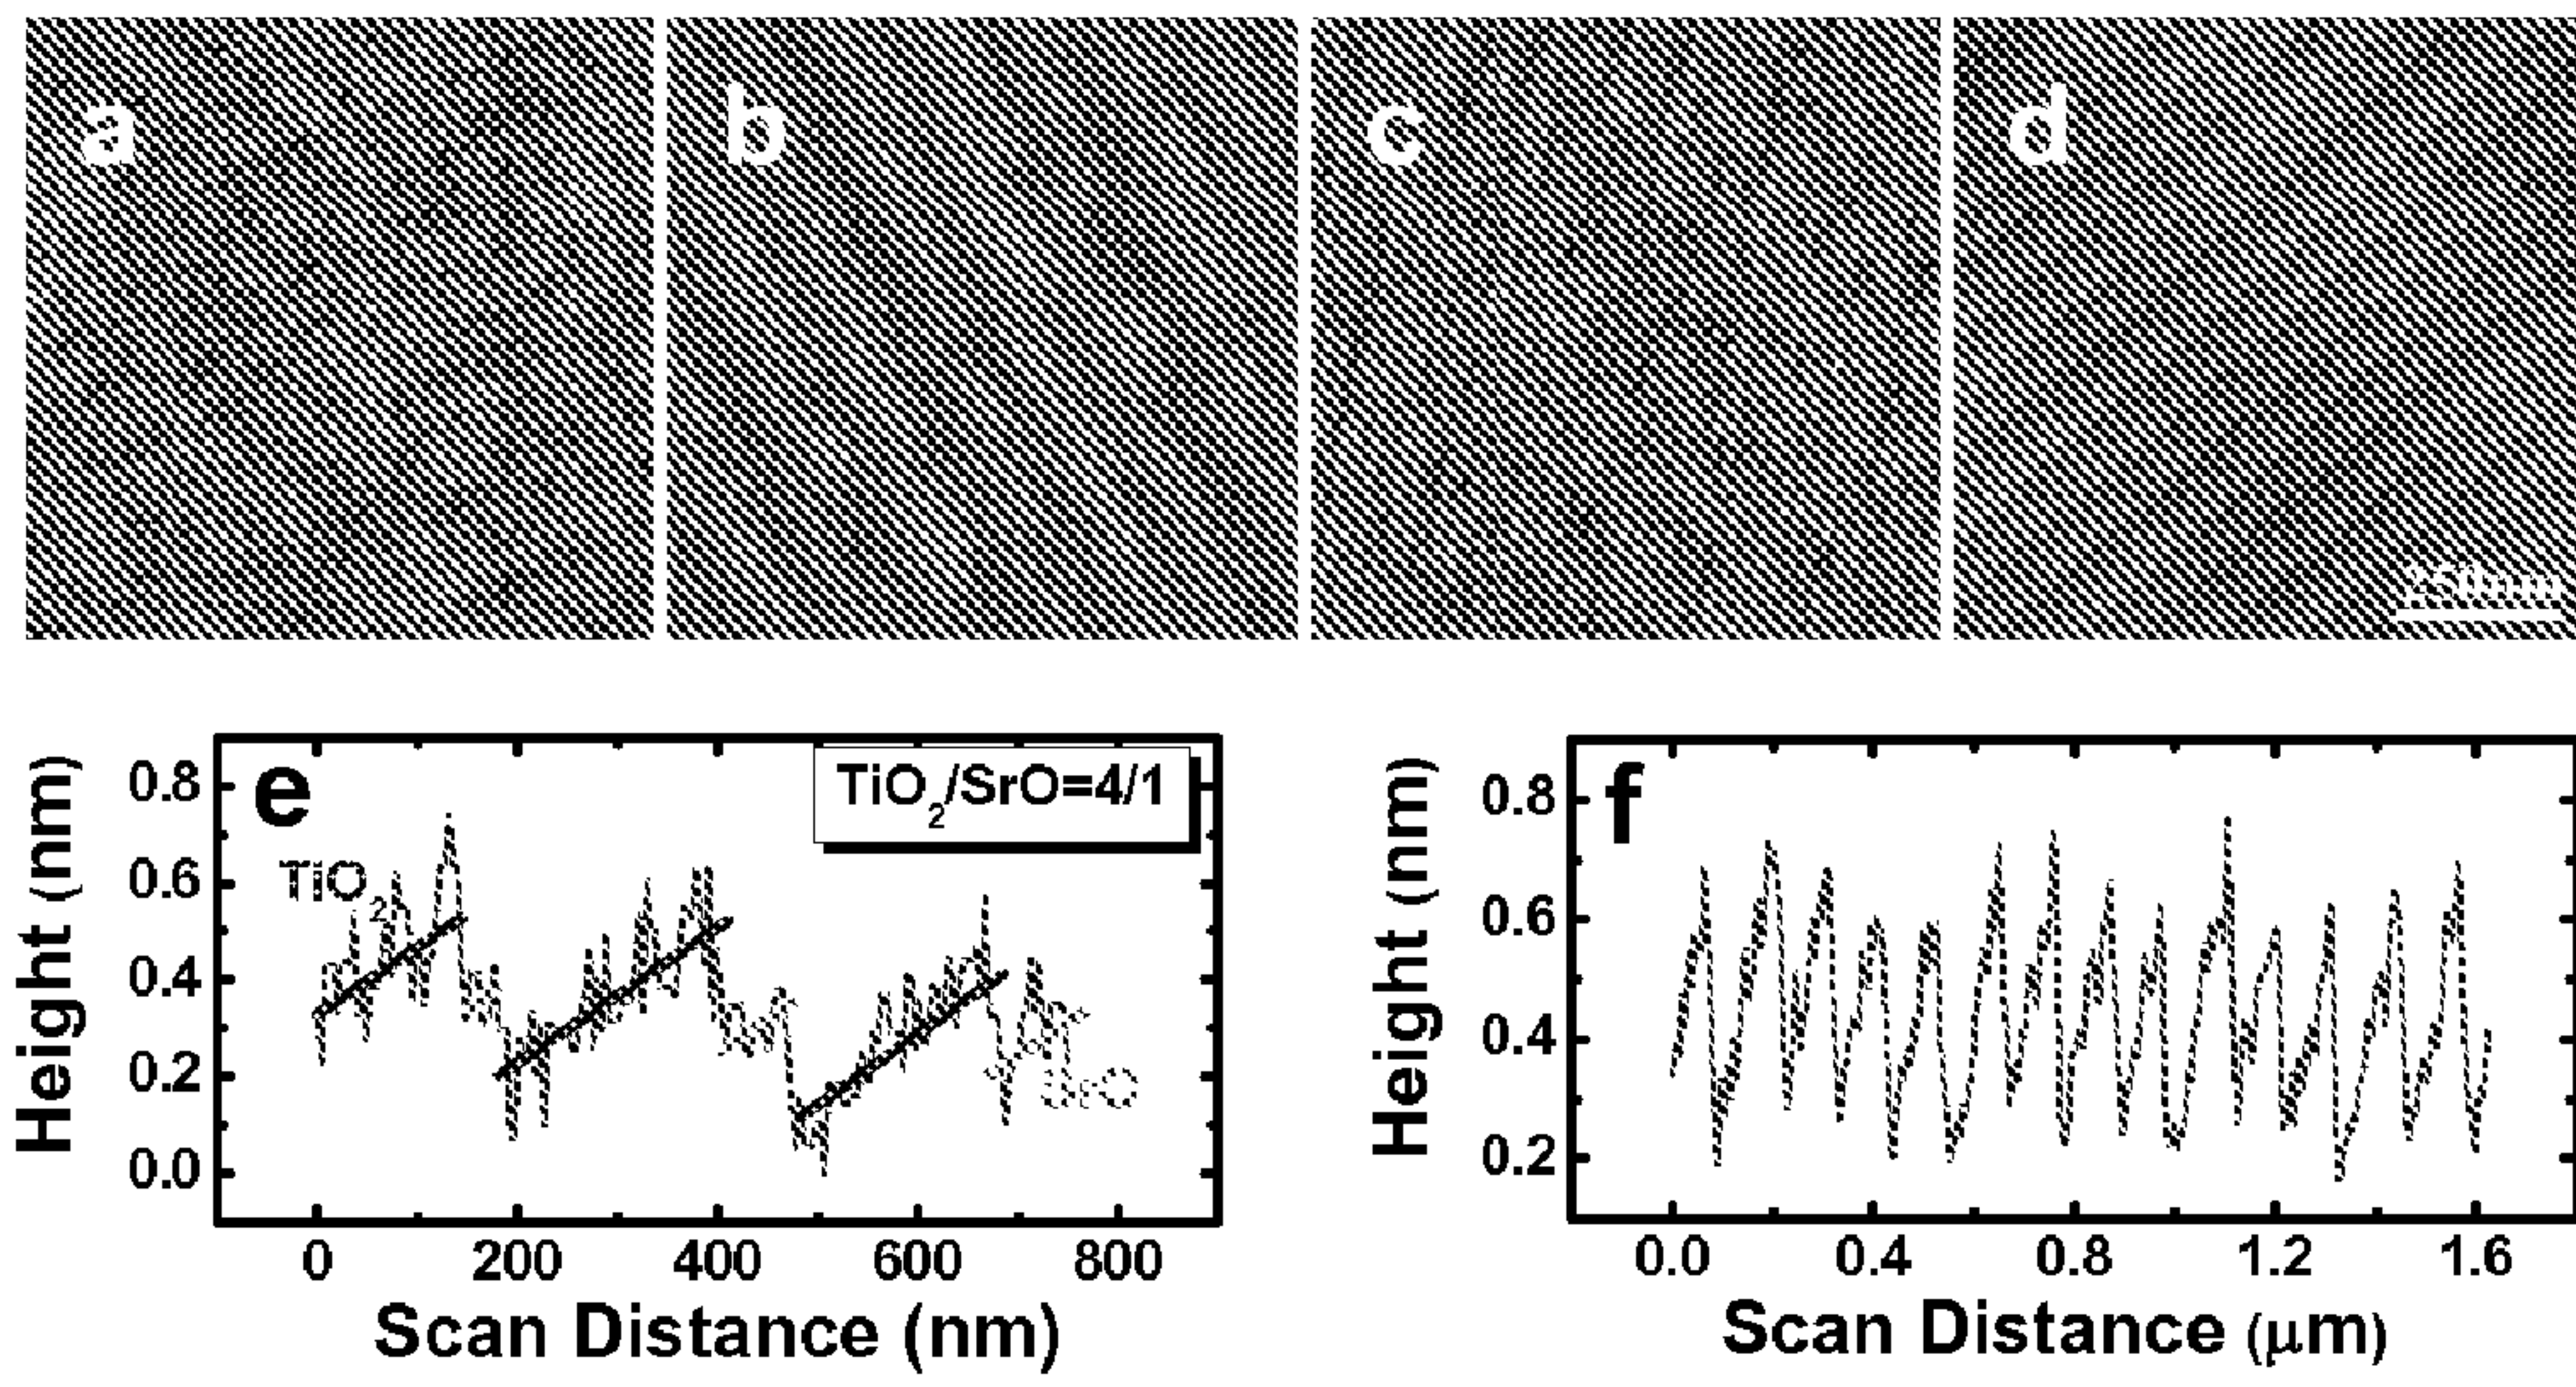 a b c d
250nm
e
TiO2/SrO=4/1
TiO2
SrO
Height (nm)
0.8
0.6
0.4
0.2
0.0
0 200 400 600 800
Scan Distance (nm)
f
Height (nm)
0.8
0.6
0.4
0.2
0.0 0.4 0.8 1.2 1.6
Scan Distance (μm)